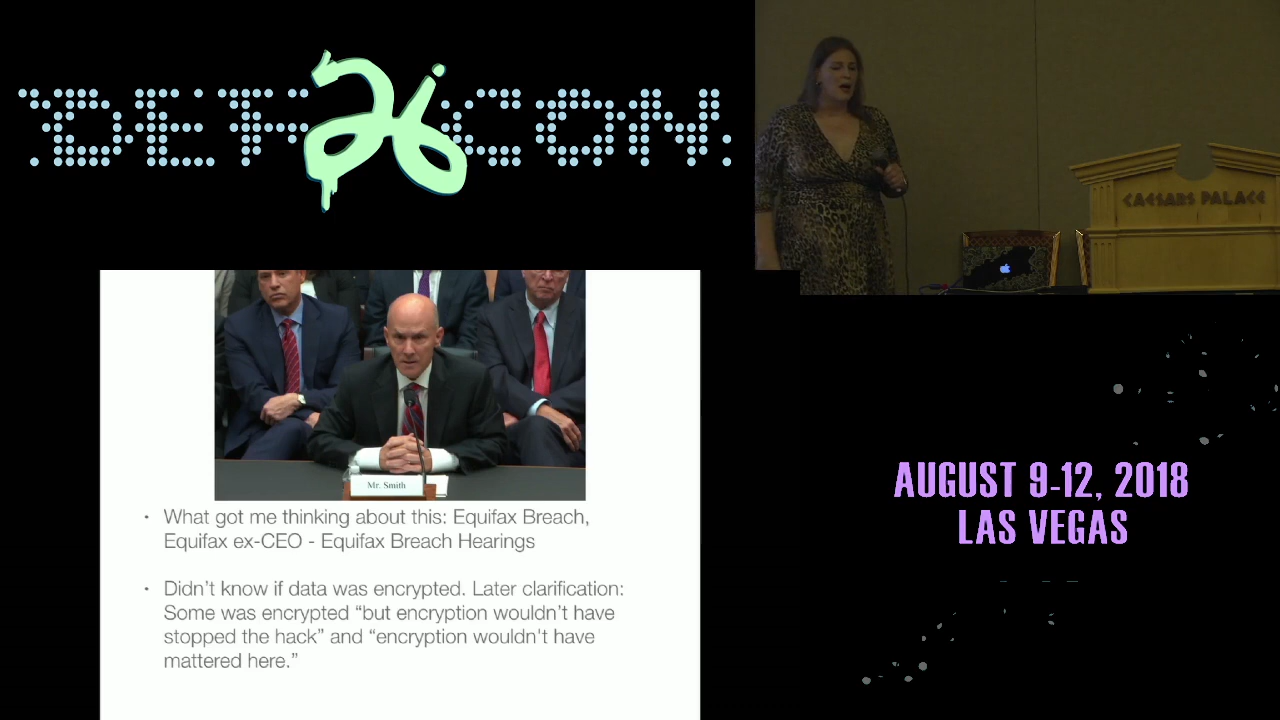 DEF 26 CON
CAESARS PALACE
Mr. Smith
• What got me thinking about this: Equifax Breach,
Equifax ex-CEO - Equifax Breach Hearings
• Didn't know if data was encrypted. Later clarification:
Some was encrypted “but encryption wouldn't have
stopped the hack” and “encryption wouldn't have
mattered here.”
AUGUST 9-12, 2018
LAS VEGAS